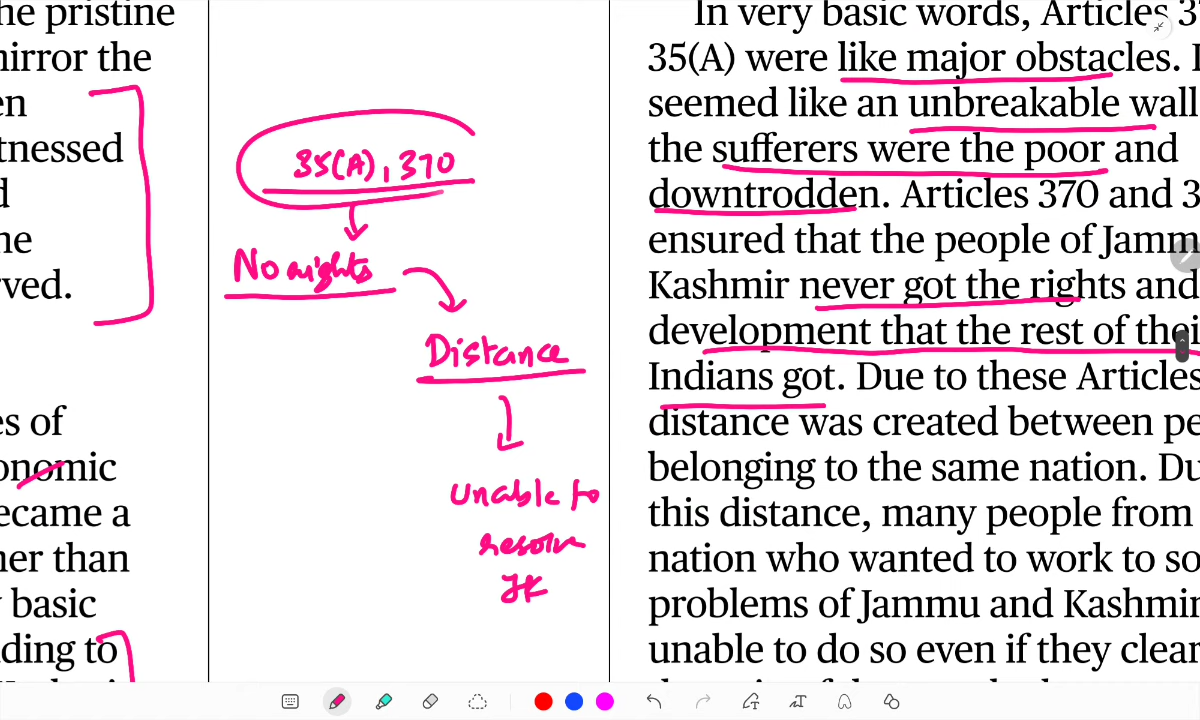 he pristine
mirror the
en
tnessed
d
he
ved.
es of
onomic
ecame a
her than
basic
ding to
35(A), 370
No rights
Distance
Unable to
resolve
JK
In very basic words, Articles 37
35(A) were like major obstacles. I
seemed like an unbreakable wall
the sufferers were the poor and
downtrodden. Articles 370 and 3
ensured that the people of Jamm
Kashmir never got the rights and
development that the rest of thei
Indians got. Due to these Articles
distance was created between pe
belonging to the same nation. Du
this distance, many people from
nation who wanted to work to so
problems of Jammu and Kashmir
unable to do so even if they clear